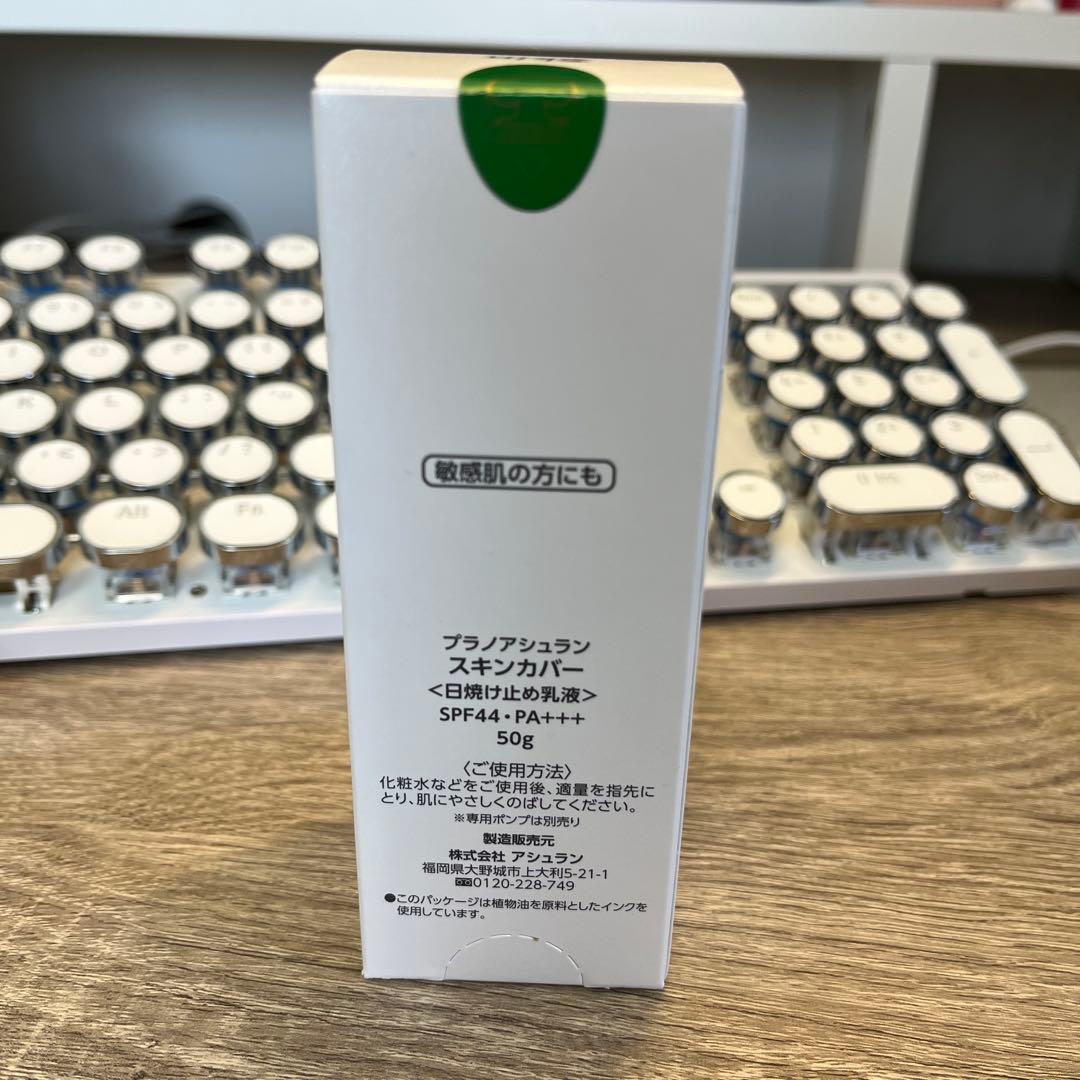 敏感肌の方にも
プラノアシュラン
スキンカバー
＜日焼け止め乳液＞
SPF44・PA+++
50g
〈ご使用方法〉
化粧水などをご使用後、適量を指先に
とり、肌にやさしくのばしてください。
※専用ポンプは別売り
製造販売元
株式会社 アシュラン
福岡県大野城市上大利5-21-1
0120-228-749
●このパッケージは植物油を原料としたインクを
使用しています。
Alt
Fn